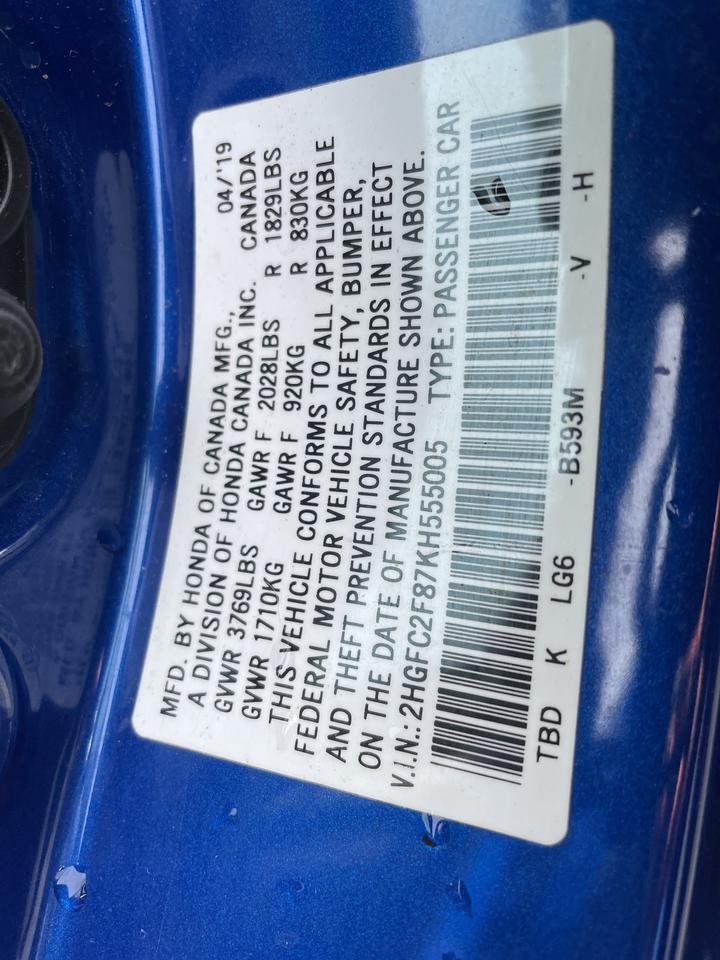 MFD. BY HONDA OF CANADA MFG., 04/'19
A DIVISION OF HONDA CANADA INC. CANADA
GVWR 3769LBS GAWR F 2028LBS R 1829LBS
GVWR 1710KG GAWR F 920KG R 830KG
THIS VEHICLE CONFORMS TO ALL APPLICABLE
FEDERAL MOTOR VEHICLE SAFETY, BUMPER,
AND THEFT PREVENTION STANDARDS IN EFFECT
ON THE DATE OF MANUFACTURE SHOWN ABOVE.
V.I.N.: 2HGFC2F87KH555005 TYPE: PASSENGER CAR
TBD K LG6 -B593M -V -H